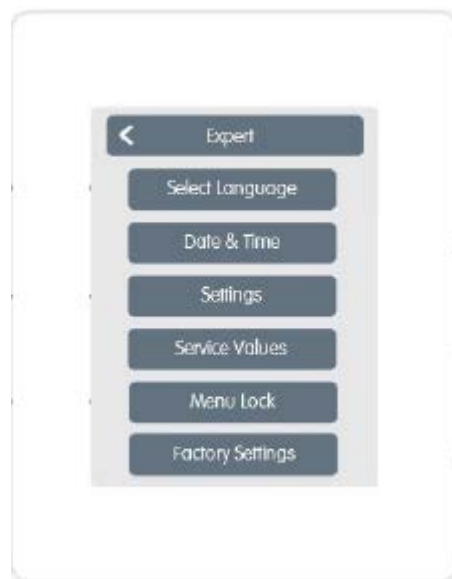 Expert
Select Language
Date & Time
Settings
Service Values
Menu Lock
Factory Settings